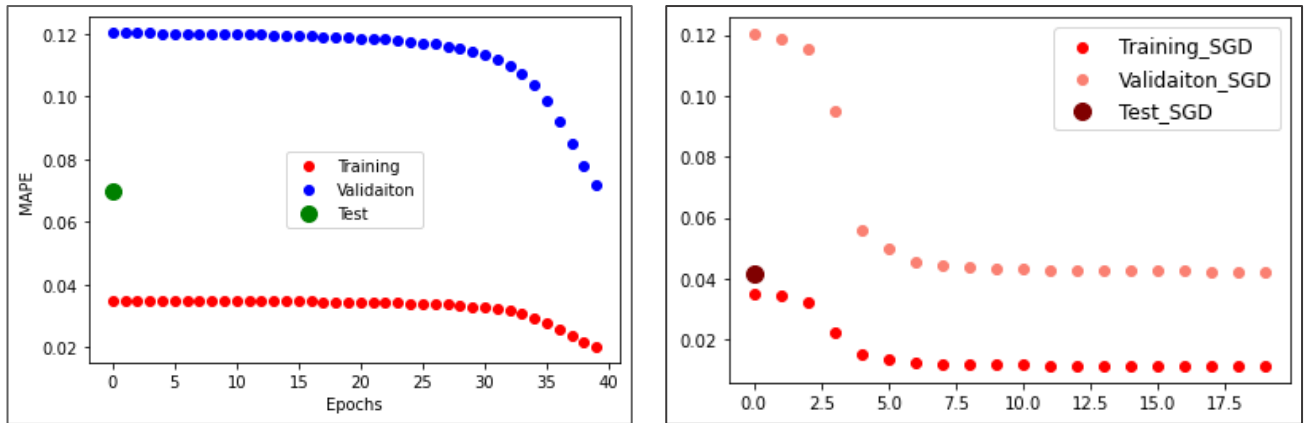 0.12
0.10
0.08
0.06
0.04
0.02
MAPE
Training
Validaiton
Test
0 5 10 15 20 25 30 35 40
Epochs
0.12
0.10
0.08
0.06
0.04
0.02
Training_SGD
Validaiton_SGD
Test_SGD
0.0 2.5 5.0 7.5 10.0 12.5 15.0 17.5